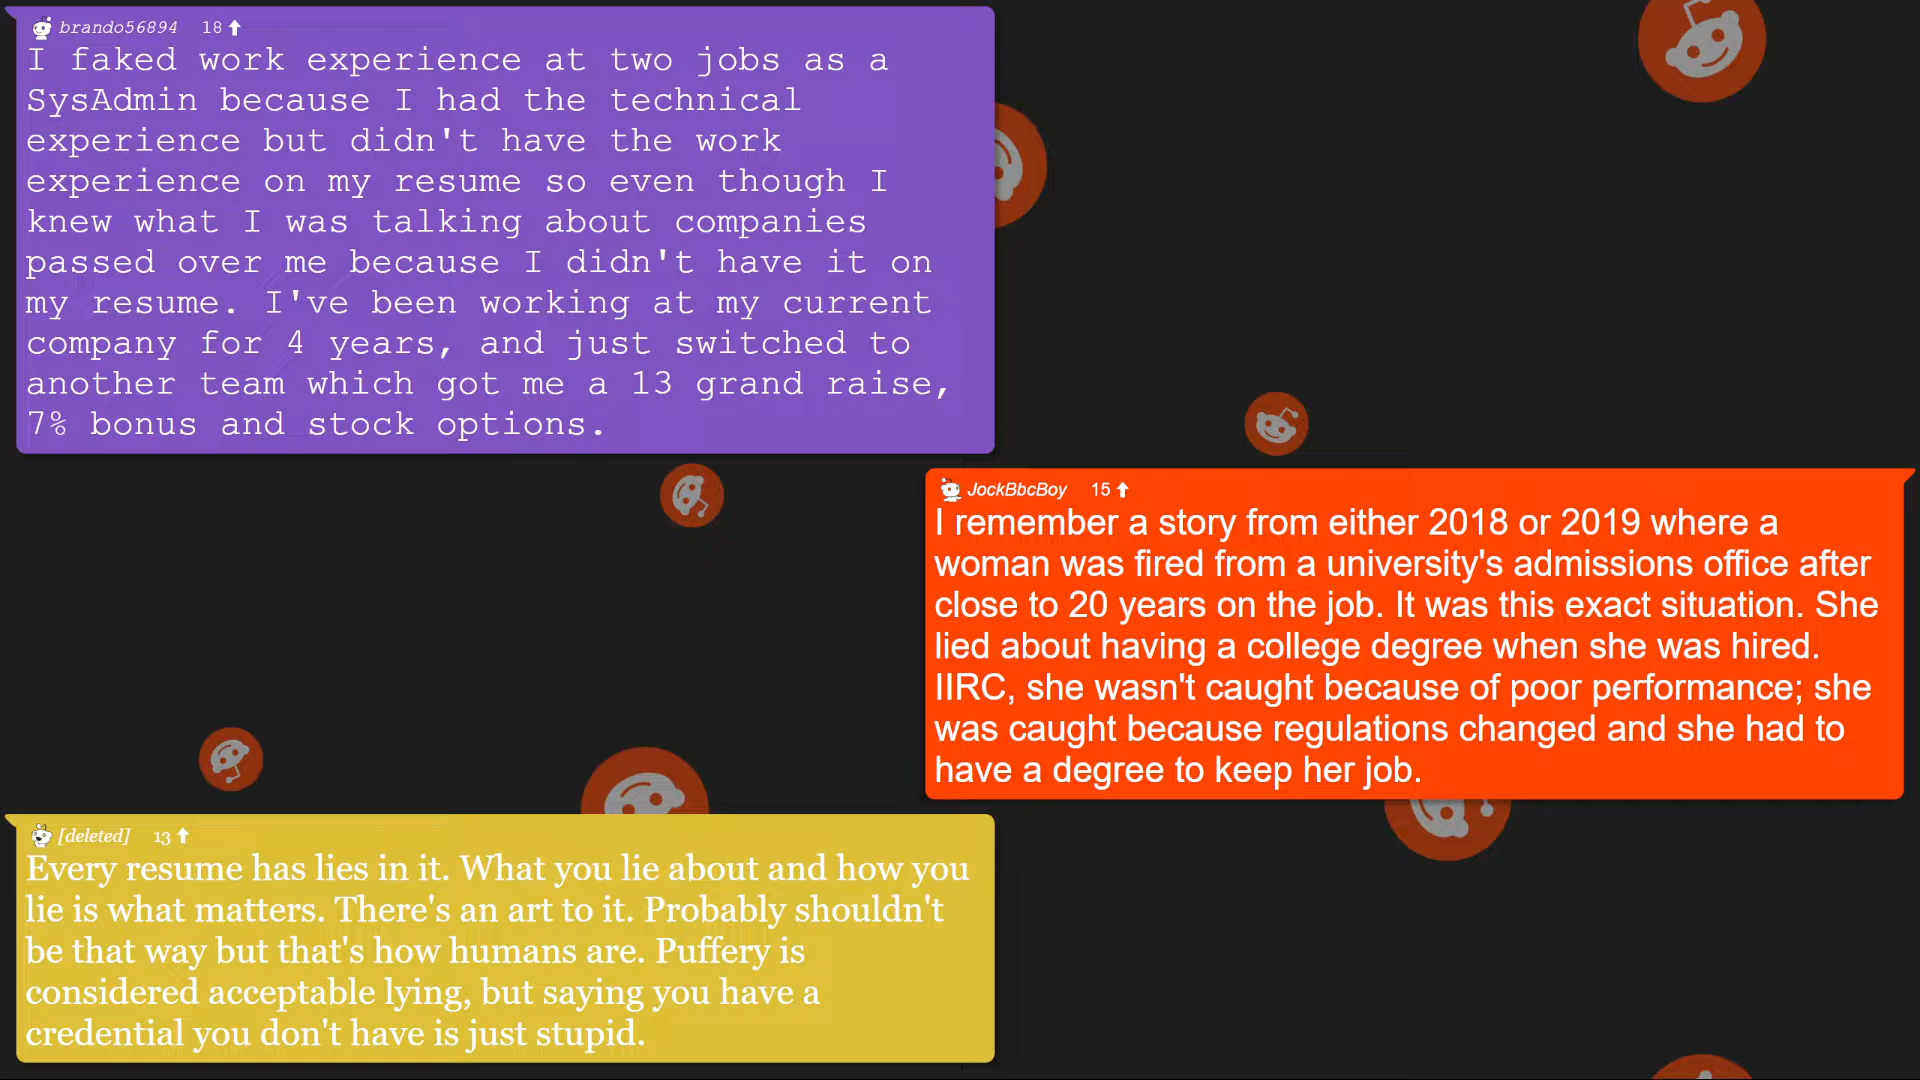 brando56894 18
I faked work experience at two jobs as a
SysAdmin because I had the technical
experience but didn't have the work
experience on my resume so even though I
knew what I was talking about companies
passed over me because I didn't have it on
my resume. I've been working at my current
company for 4 years, and just switched to
another team which got me a 13 grand raise,
7% bonus and stock options.
JockBbcBoy 15
I remember a story from either 2018 or 2019 where a
woman was fired from a university's admissions office after
close to 20 years on the job. It was this exact situation. She
lied about having a college degree when she was hired.
IIRC, she wasn't caught because of poor performance; she
was caught because regulations changed and she had to
have a degree to keep her job.
[deleted] 13
Every resume has lies in it. What you lie about and how you
lie is what matters. There's an art to it. Probably shouldn't
be that way but that's how humans are. Puffery is
considered acceptable lying, but saying you have a
credential you don't have is just stupid.